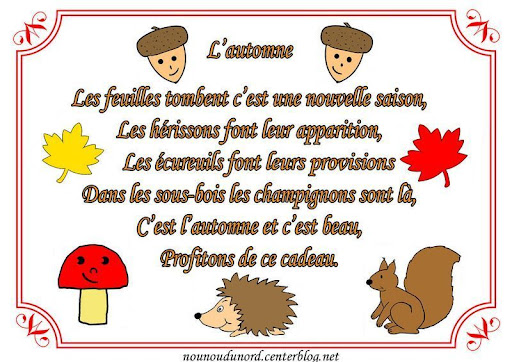 L'automne
Les feuilles tombent c'est une nouvelle saison,
Les hérissons font leur apparition,
Les écureuils font leurs provisions
Dans les sous-bois les champignons sont là,
C'est l'automne et c'est beau,
Profitons de ce cadeau.
nounoudunord.centerblog.net